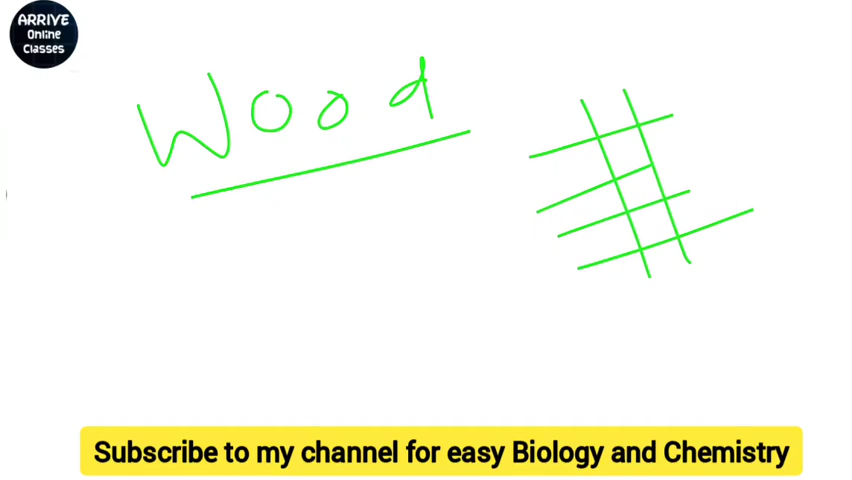 ARRIVE
Online
Classes
Wood
Subscribe to my channel for easy Biology and Chemistry